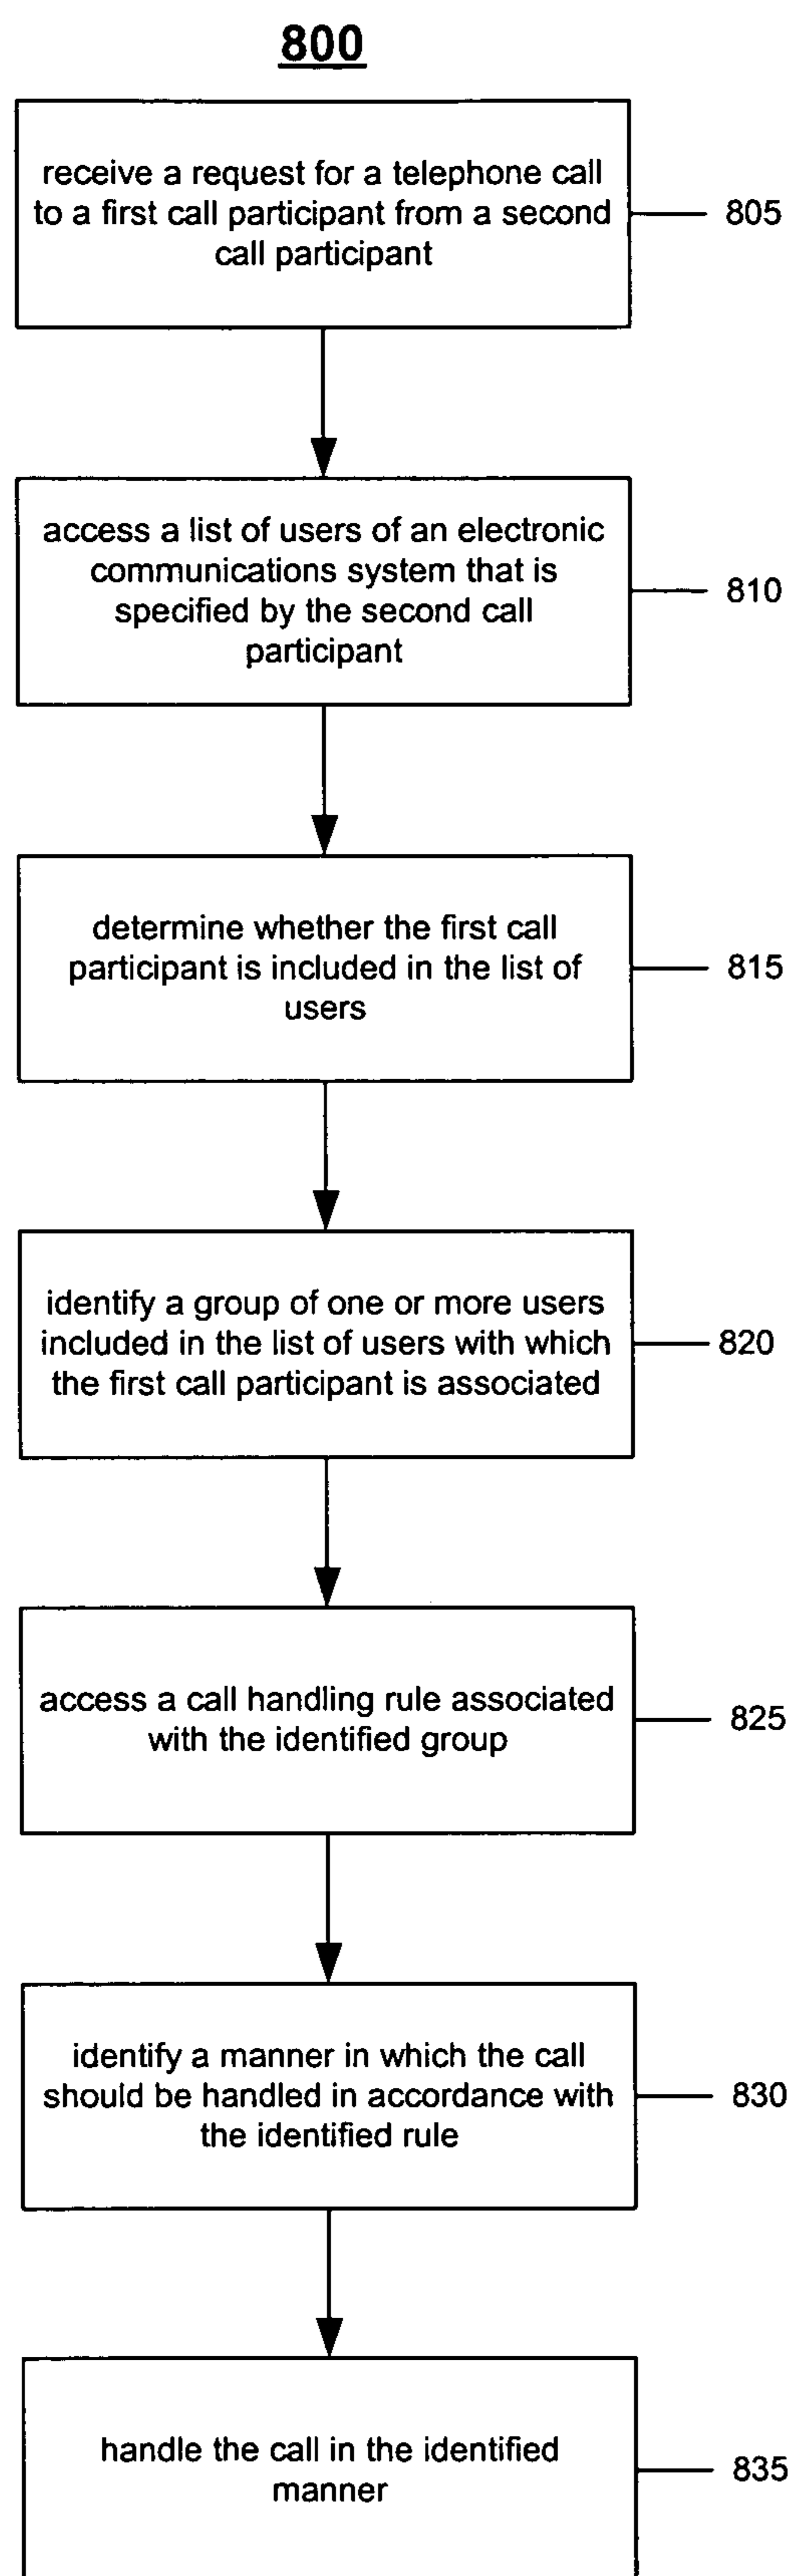 800
receive a request for a telephone call
to a first call participant from a second
call participant
805
access a list of users of an electronic
communications system that is
specified by the second call
participant
810
determine whether the first call
participant is included in the list of
users
815
identify a group of one or more users
included in the list of users with which
the first call participant is associated
820
access a call handling rule associated
with the identified group
825
identify a manner in which the call
should be handled in accordance with
the identified rule
830
handle the call in the identified
manner
835